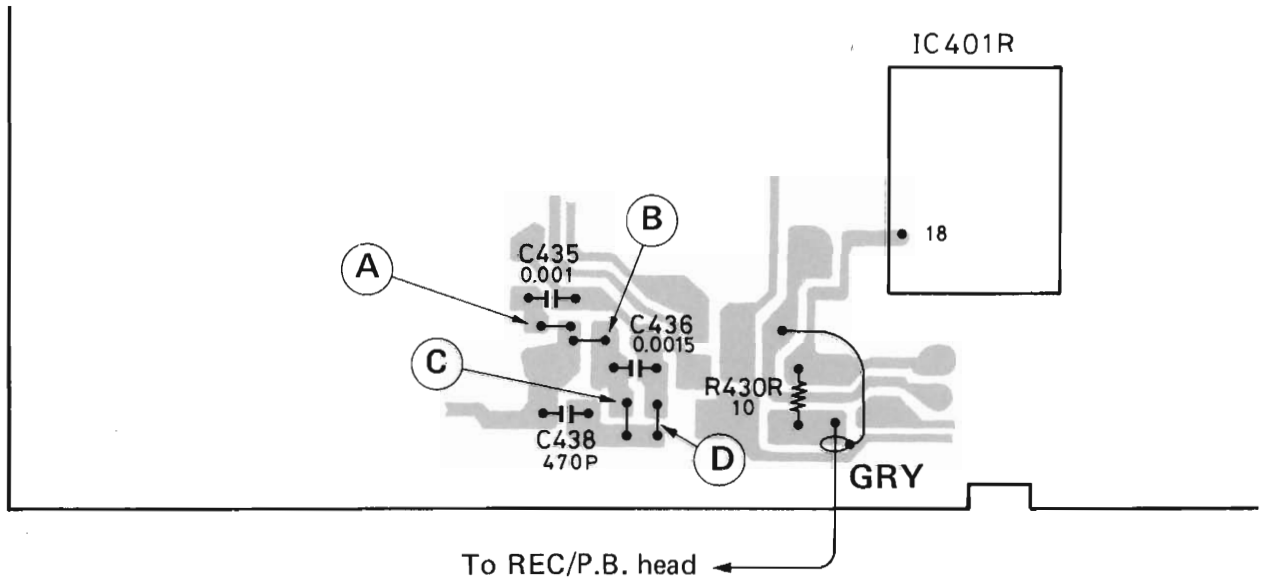 IC401R
18
B
C435
0.001
A
C436
0.0015
C
R430R
10
C438
470P
D
GRY
To REC/P.B. head